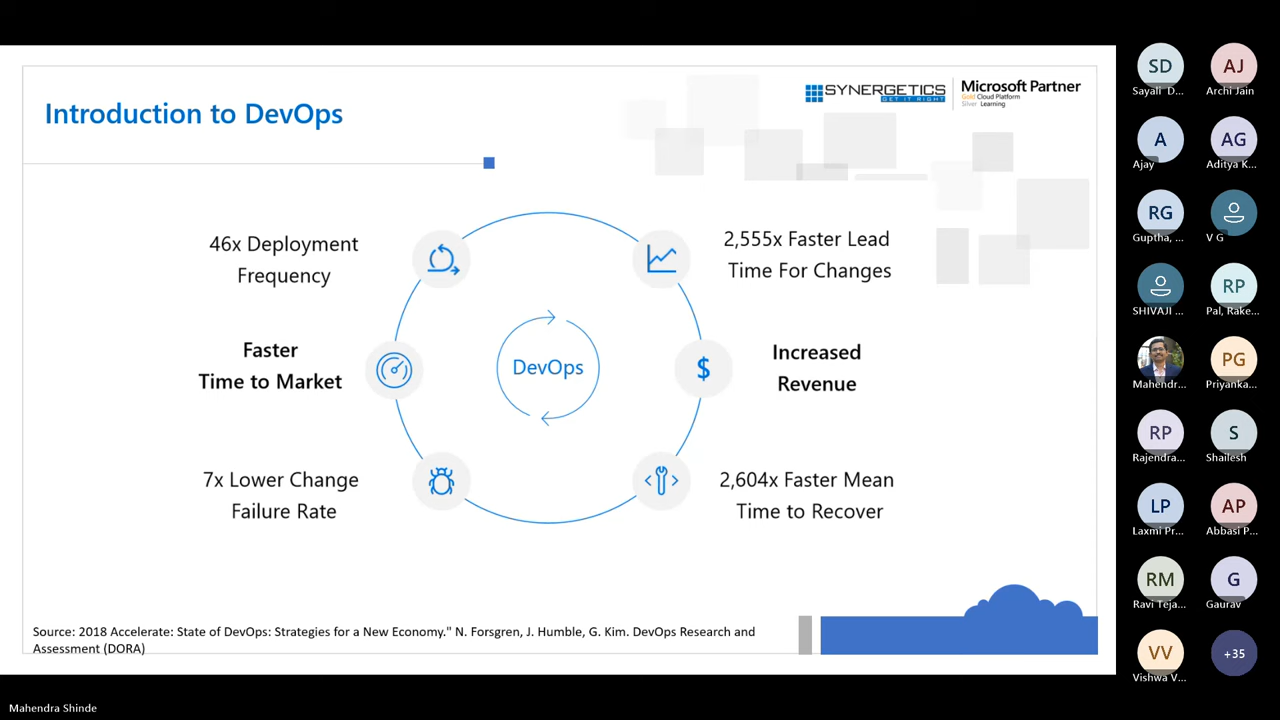 Introduction to DevOps
SYNERGETICS
GET IT RIGHT
Microsoft Partner
Gold Cloud Platform
Silver Learning
46x Deployment
Frequency
2,555x Faster Lead
Time For Changes
Faster
Time to Market
DevOps
$
Increased
Revenue
7x Lower Change
Failure Rate
2,604x Faster Mean
Time to Recover
Source: 2018 Accelerate: State of DevOps: Strategies for a New Economy." N. Forsgren, J. Humble, G. Kim. DevOps Research and
Assessment (DORA)
SD
Sayali D...
AJ
Archi Jain
A
Ajay
AG
Aditya K...
RG
Guptha, ...
V G
SHIVAJI ...
RP
Pal, Rake...
Mahendr...
PG
Priyanka...
RP
Rajendra...
S
Shailesh
LP
Laxmi Pr...
AP
Abbasi P...
RM
Ravi Teja...
G
Gaurav
VV
Vishwa V...
+35
Mahendra Shinde